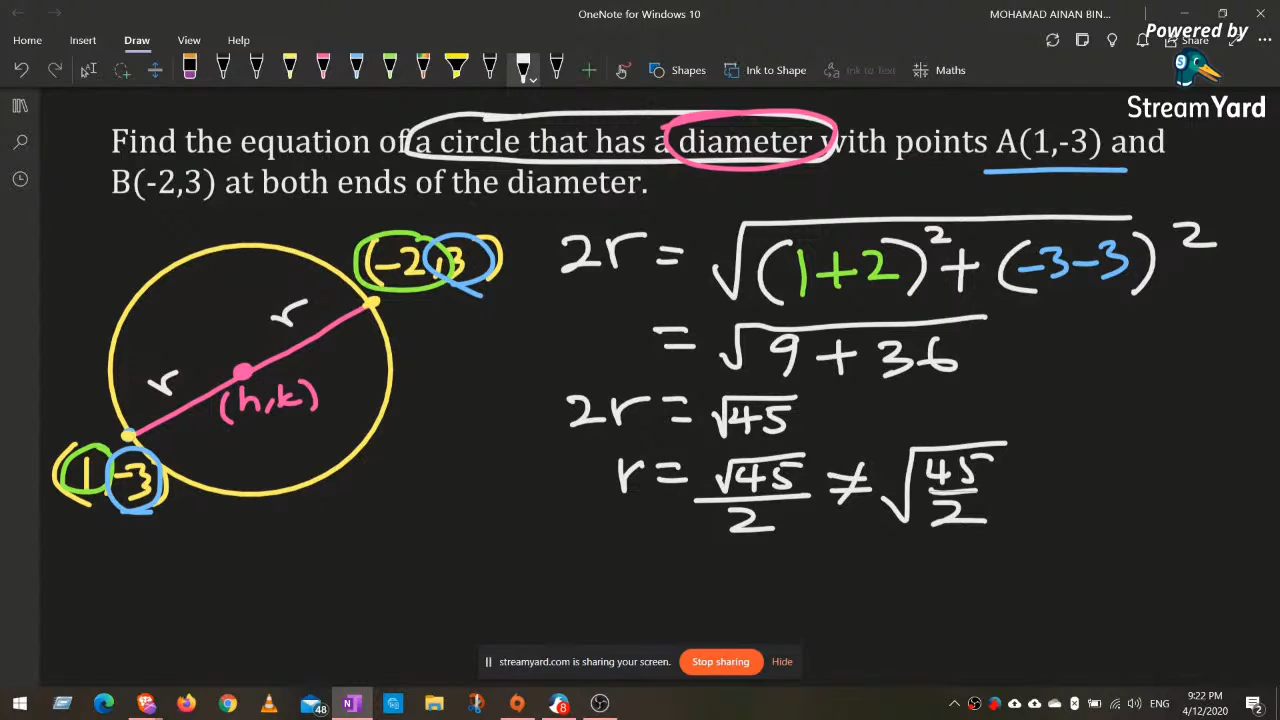 OneNote for Windows 10
MOHAMAD AINAN BIN...
Powered by
StreamYard
Home Insert Draw View Help
Share
Shapes Ink to Shape Ink to Text Maths
Find the equation of a circle that has a diameter with points A(1,-3) and
B(-2,3) at both ends of the diameter.
(-2,3)
r
r
(h,k)
(1,-3)
2r = √((1+2)² + (-3-3)²)
= √(9 + 36)
2r = √45
r = √45/2 ≠ √(45/2)
streamyard.com is sharing your screen. Stop sharing Hide
48
8
ENG
9:22 PM
4/12/2020
2